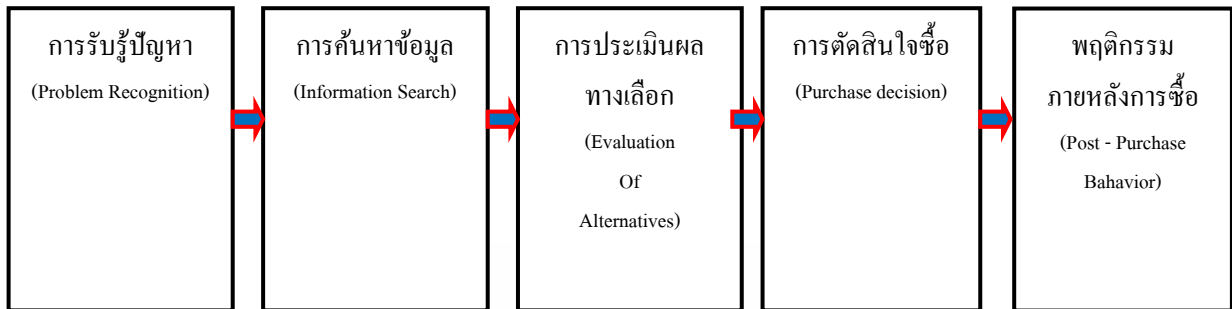 การรับรู้ปัญหา
(Problem Recognition)
การค้นหาข้อมูล
(Information Search)
การประเมินผล
ทางเลือก
(Evaluation
Of
Alternatives)
การตัดสินใจซื้อ
(Purchase decision)
พฤติกรรม
ภายหลังการซื้อ
(Post - Purchase
Bahavior)